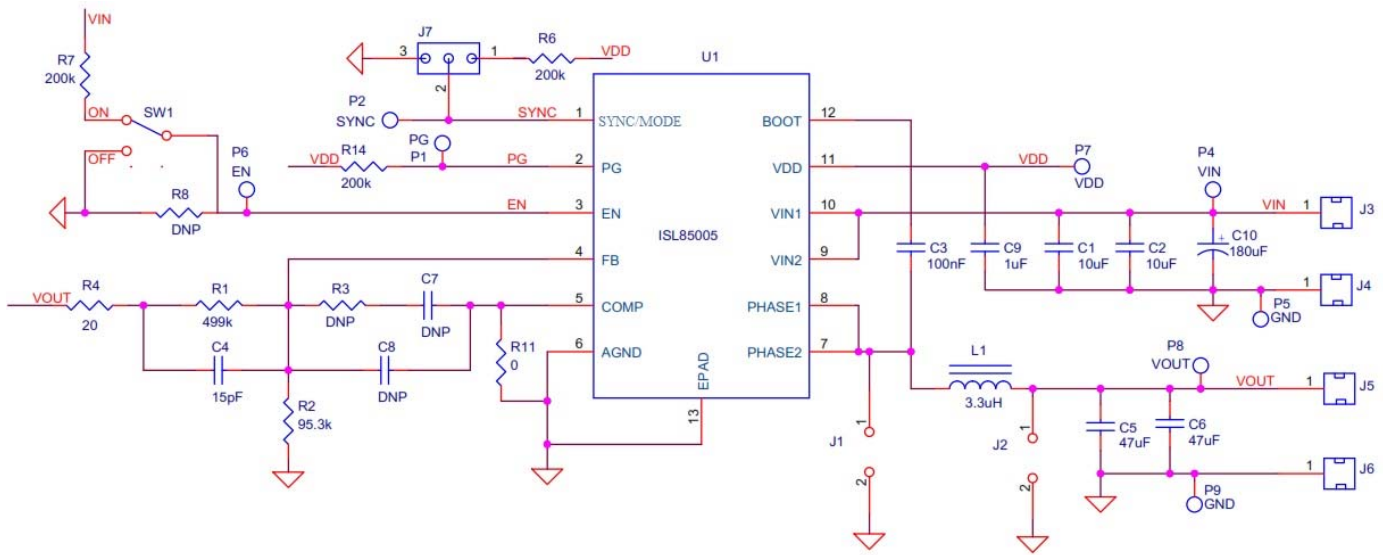 VIN
R7
200k
ON
SW1
OFF
R8
DNP
P6
EN
J7
3
1
2
R6
200k
VDD
P2
SYNC
SYNC
1
PG
P1
VDD
R14
200k
PG
2
EN
3
4
5
6
U1
SYNC/MODE
PG
EN
FB
COMP
AGND
EPAD
13
ISL85005
BOOT
VDD
VIN1
VIN2
PHASE1
PHASE2
12
11
10
9
8
7
VOUT
R4
20
R1
499k
C4
15pF
R3
DNP
C7
DNP
C8
DNP
R2
95.3k
R11
0
VDD
P7
VDD
P4
VIN
VIN
1
J3
C3
100nF
C9
1uF
C1
10uF
C2
10uF
+
C10
180uF
1
J4
P5
GND
L1
3.3uH
P8
VOUT
VOUT
1
J5
C5
47uF
C6
47uF
J1
1
2
J2
1
2
1
J6
P9
GND